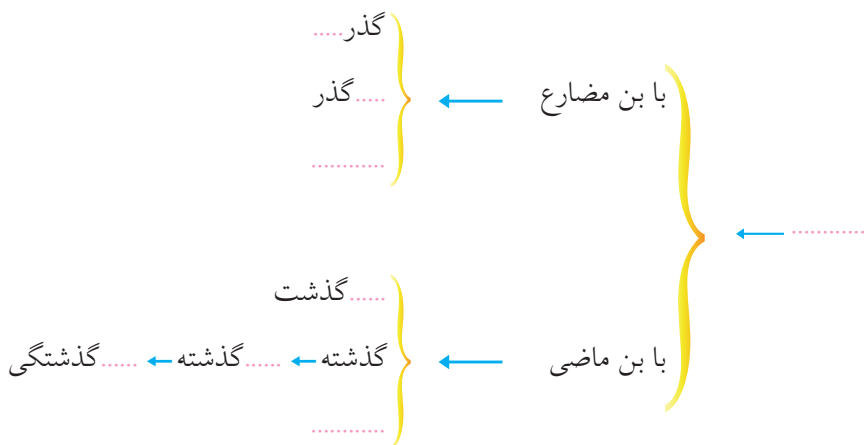 گذر.....
با بن مضارع
.....گذر
............
............
......گذشت
با بن ماضی
گذشته
......گذشته
......گذشتگی
............